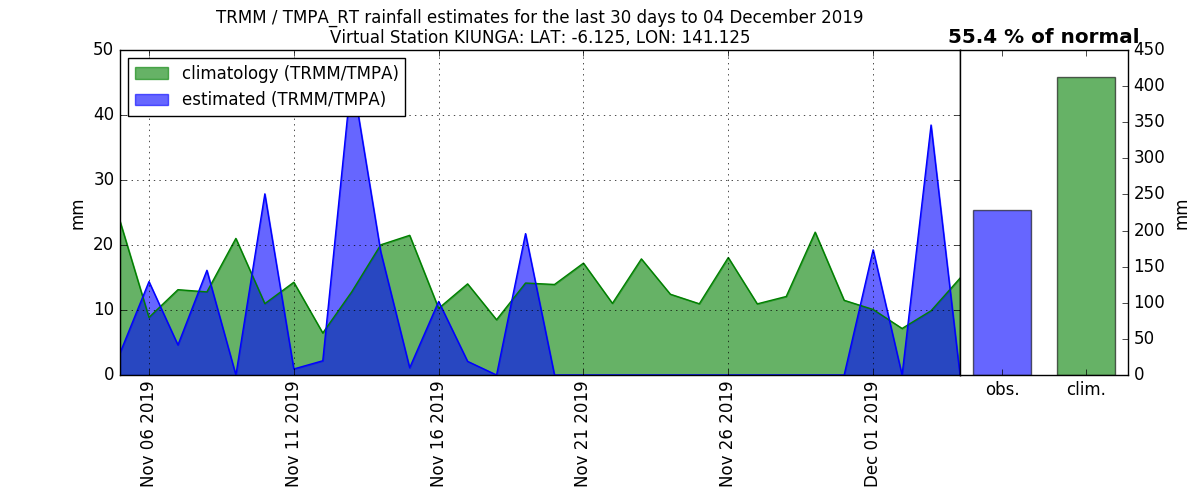 TRMM / TMPA_RT rainfall estimates for the last 30 days to 04 December 2019
Virtual Station KIUNGA: LAT: -6.125, LON: 141.125
55.4 % of normal
climatology (TRMM/TMPA)
estimated (TRMM/TMPA)
50
40
30
20
10
0
mm
Nov 06 2019
Nov 11 2019
Nov 16 2019
Nov 21 2019
Nov 26 2019
Dec 01 2019
obs.
clim.
450
400
350
300
250
200
150
100
50
0
mm